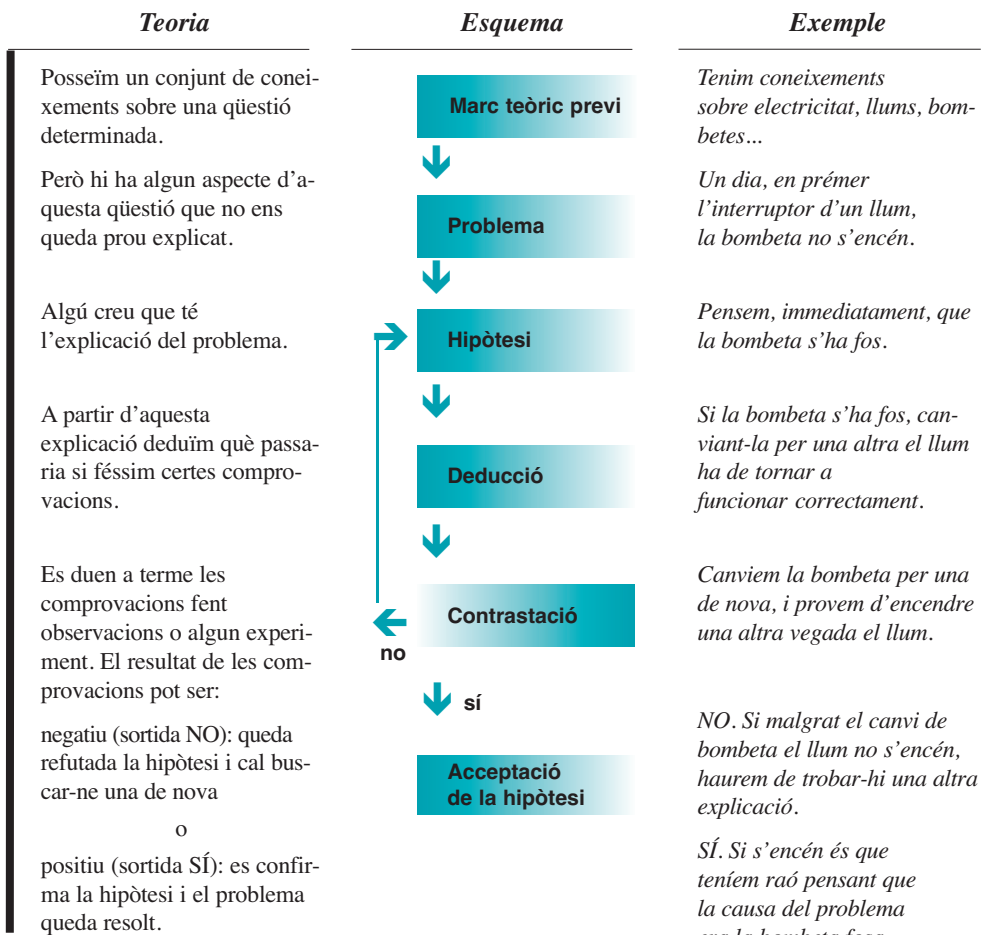 Teoria
Esquema
Exemple
Posseïm un conjunt de conei-
xements sobre una qüestió
determinada.
Marc teòric previ
Tenim coneixements
sobre electricitat, llums, bom-
betes...
Però hi ha algun aspecte d'a-
questa qüestió que no ens
queda prou explicat.
Problema
Un dia, en prémer
l'interruptor d'un llum,
la bombeta no s'encén.
Algú creu que té
l'explicació del problema.
Hipòtesi
Pensem, immediatament, que
la bombeta s'ha fos.
A partir d'aquesta
explicació deduïm què passa-
ria si féssim certes compro-
vacions.
Deducció
Si la bombeta s'ha fos, can-
viant-la per una altra el llum
ha de tornar a
funcionar correctament.
Es duen a terme les
comprovacions fent
observacions o algun experi-
ment. El resultat de les com-
provacions pot ser:
Contrastació
no
sí
Canviem la bombeta per una
de nova, i provem d'encendre
una altra vegada el llum.
negatiu (sortida NO): queda
refutada la hipòtesi i cal bus-
car-ne una de nova
o
positiu (sortida SÍ): es confir-
ma la hipòtesi i el problema
queda resolt.
Acceptació
de la hipòtesi
NO. Si malgrat el canvi de
bombeta el llum no s'encén,
haurem de trobar-hi una altra
explicació.
SÍ. Si s'encén és que
teníem raó pensant que
la causa del problema